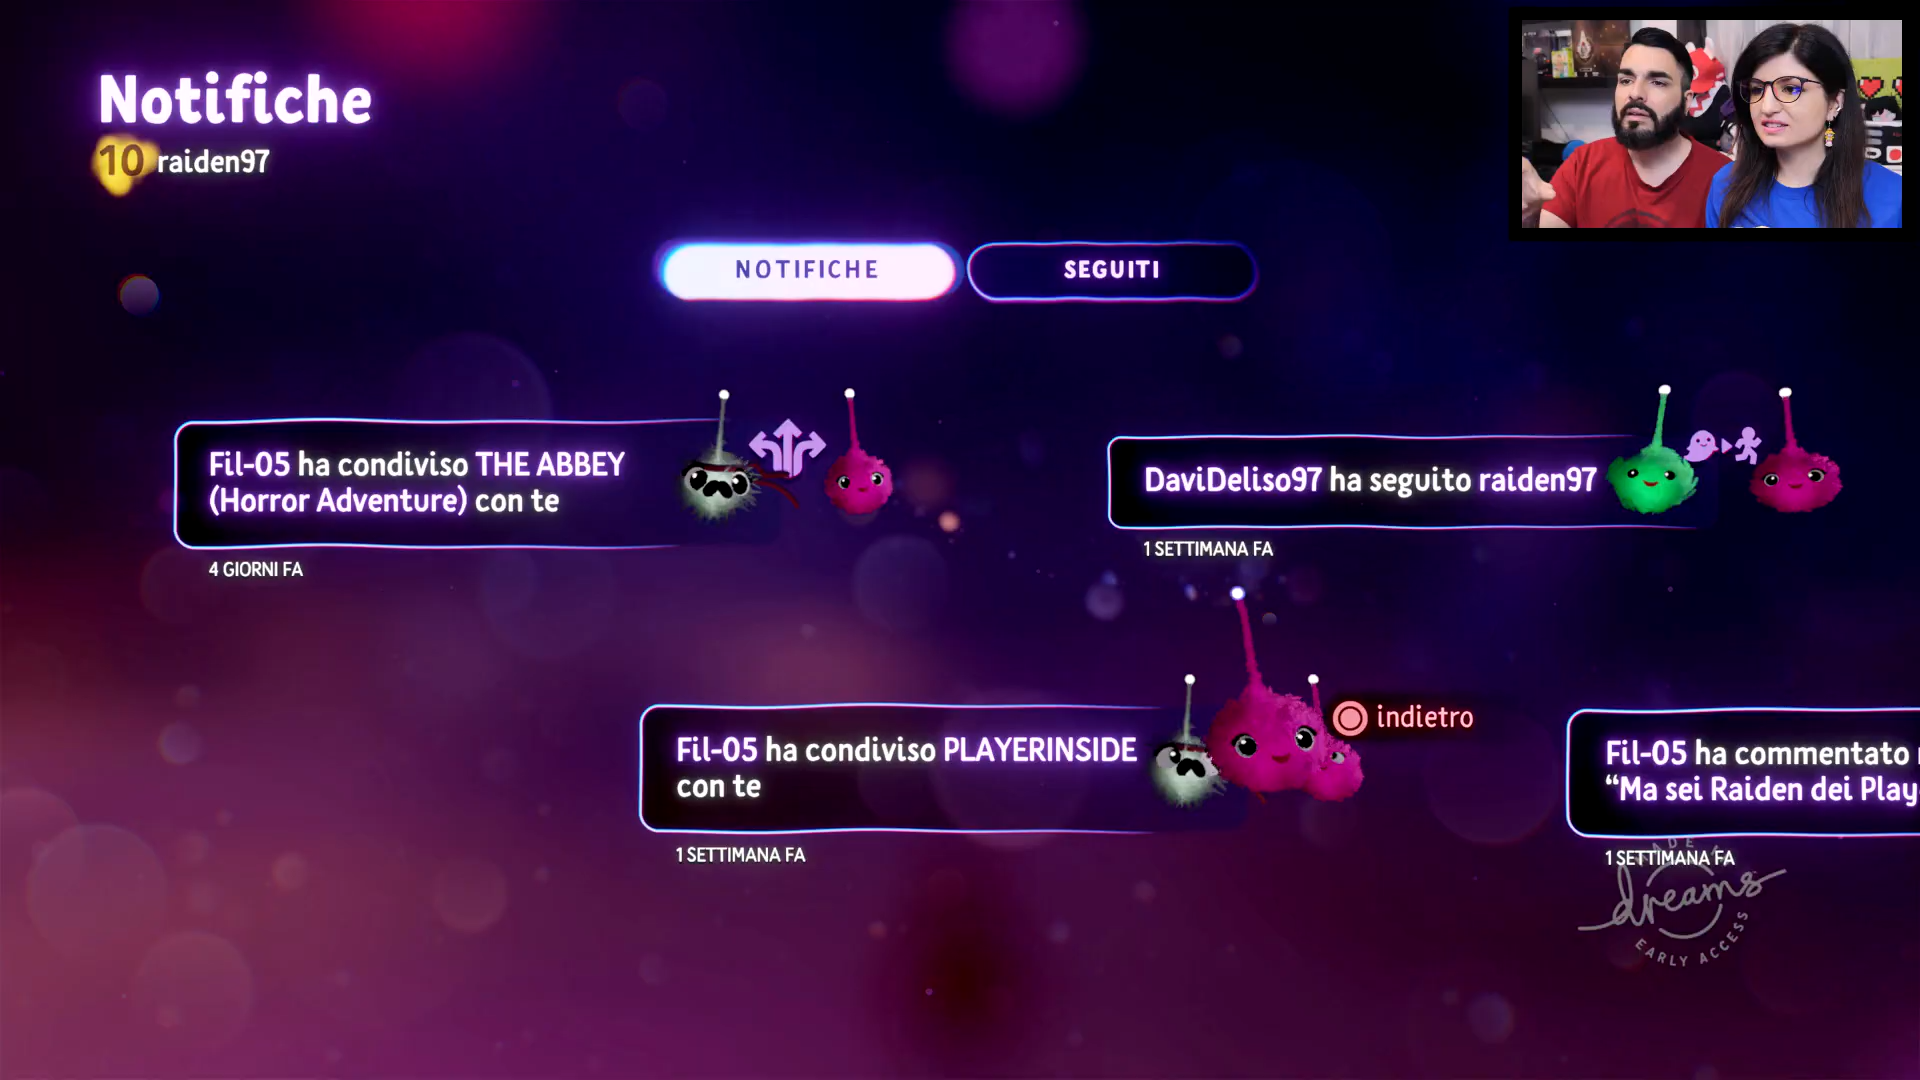 Notifiche
10 raiden97
NOTIFICHE
SEGUITI
Fil-05 ha condiviso THE ABBEY
(Horror Adventure) con te
4 GIORNI FA
DaviDeliso97 ha seguito raiden97
1 SETTIMANA FA
Fil-05 ha condiviso PLAYERINSIDE
con te
1 SETTIMANA FA
indietro
Fil-05 ha commentato
“Ma sei Raiden dei Play
1 SETTIMANA FA
dreams
EARLY ACCESS